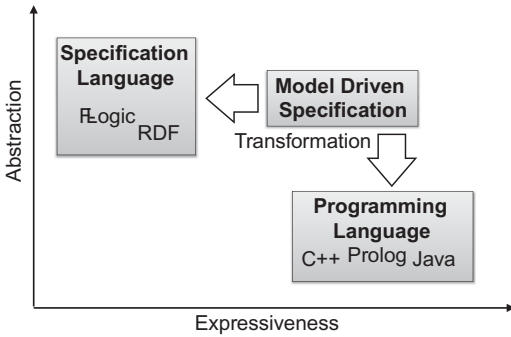 Abstraction
Specification
Language
F-Logic
RDF
Model Driven
Specification
Transformation
Programming
Language
C++ Prolog Java
Expressiveness